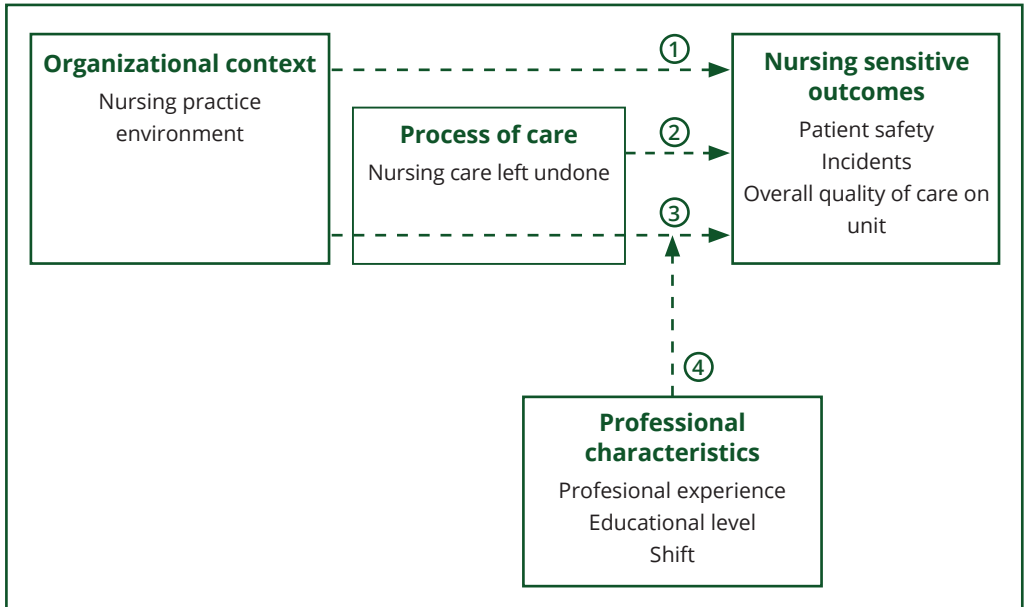 Organizational context
Nursing practice
environment
1
Nursing sensitive
outcomes
Patient safety
Incidents
Overall quality of care on
unit
Process of care
Nursing care left undone
2
3
4
Professional
characteristics
Profesional experience
Educational level
Shift